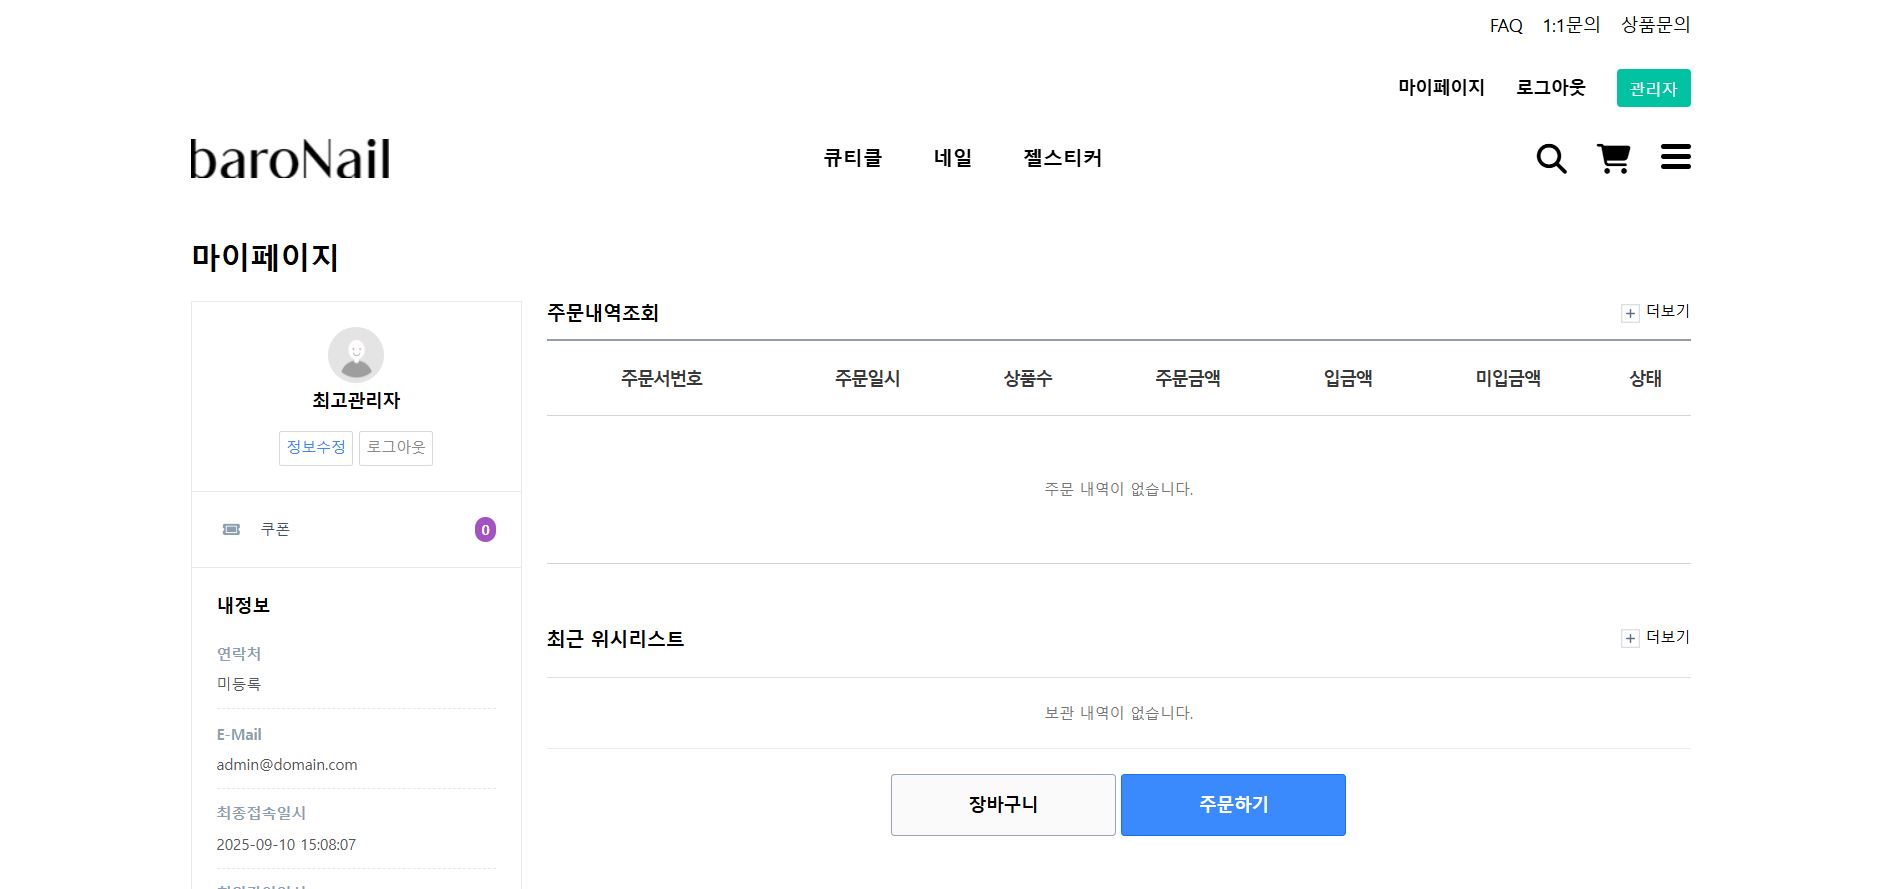 FAQ 1:1문의 상품문의
마이페이지 로그아웃 관리자
baroNail 큐티클 네일 젤스티커
마이페이지
최고관리자
정보수정 로그아웃
쿠폰 0
내정보
연락처
미등록
E-Mail
admin@domain.com
최종접속일시
2025-09-10 15:08:07
주문내역조회 더보기
주문서번호 주문일시 상품수 주문금액 입금액 미입금액 상태
주문 내역이 없습니다.
최근 위시리스트 더보기
보관 내역이 없습니다.
장바구니 주문하기